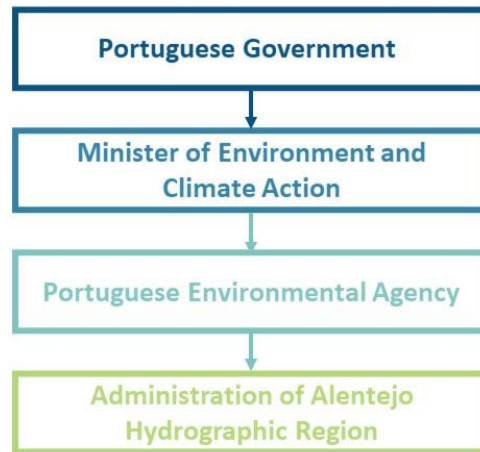 Portuguese Government
Minister of Environment and
Climate Action
Portuguese Environmental Agency
Administration of Alentejo
Hydrographic Region